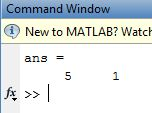 Command Window
New to MATLAB? Watch
ans =
5 1
fx >>